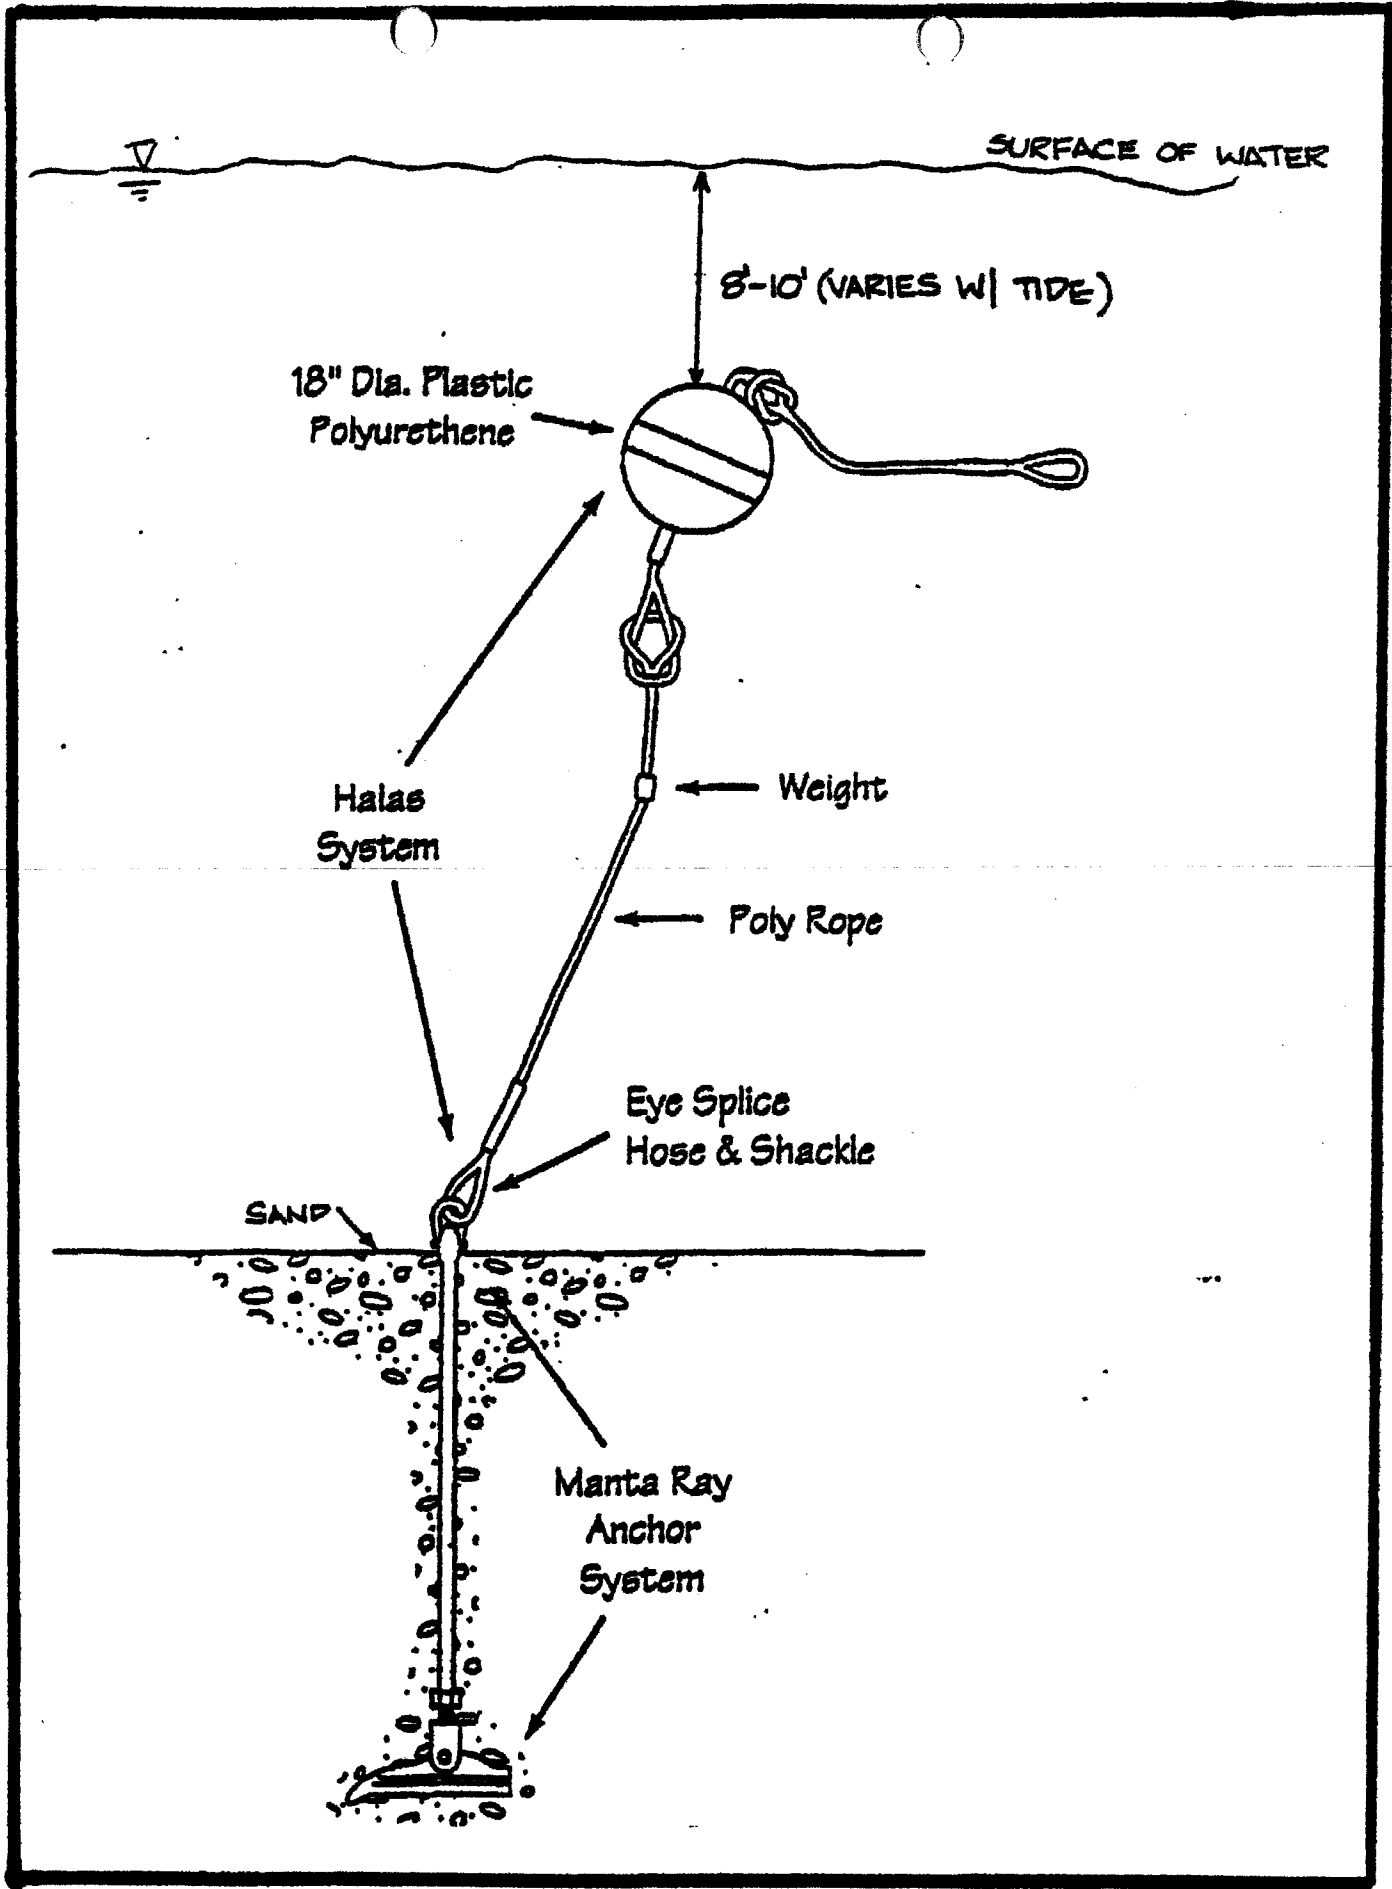 SURFACE OF WATER
8'-10' (VARIES W/ TIDE)
18" Dia. Plastic
Polyurethene
Halas
System
Weight
Poly Rope
Eye Splice
Hose & Shackle
SAND
Manta Ray
Anchor
System